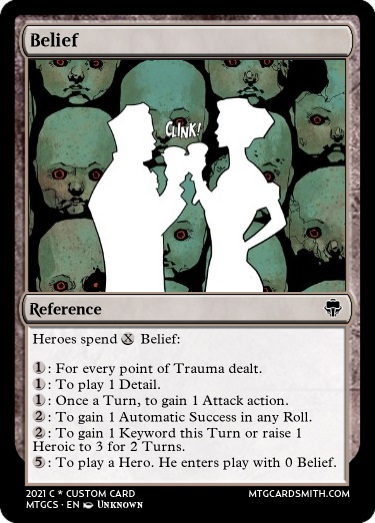 Belief
CLINK!
Reference
Heroes spend X Belief:
1: For every point of Trauma dealt.
1: To play 1 Detail.
1: Once a Turn, to gain 1 Attack action.
2: To gain 1 Automatic Success in any Roll.
2: To gain 1 Keyword this Turn or raise 1
Heroic to 3 for 2 Turns.
5: To play a Hero. He enters play with 0 Belief.
2021 C * CUSTOM CARD
MTGCARDSMITH.COM
MTGCS · EN Unknown